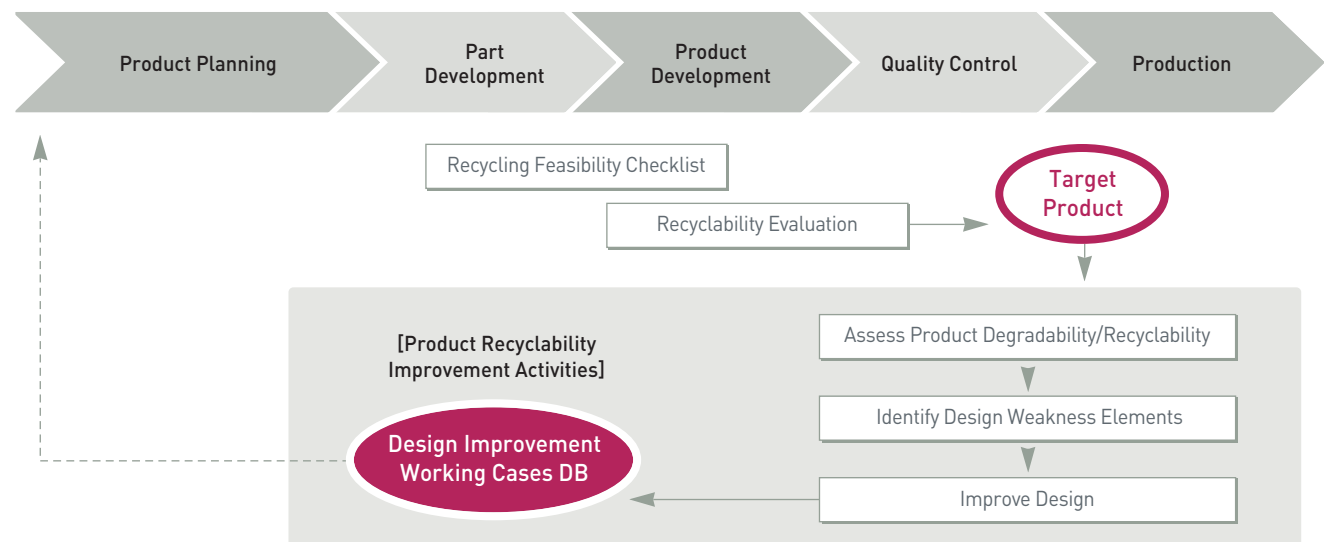 Product Planning
Part
Development
Product
Development
Quality Control
Production
Recycling Feasibility Checklist
Recyclability Evaluation
Target
Product
[Product Recyclability
Improvement Activities]
Design Improvement
Working Cases DB
Assess Product Degradability/Recyclability
Identify Design Weakness Elements
Improve Design